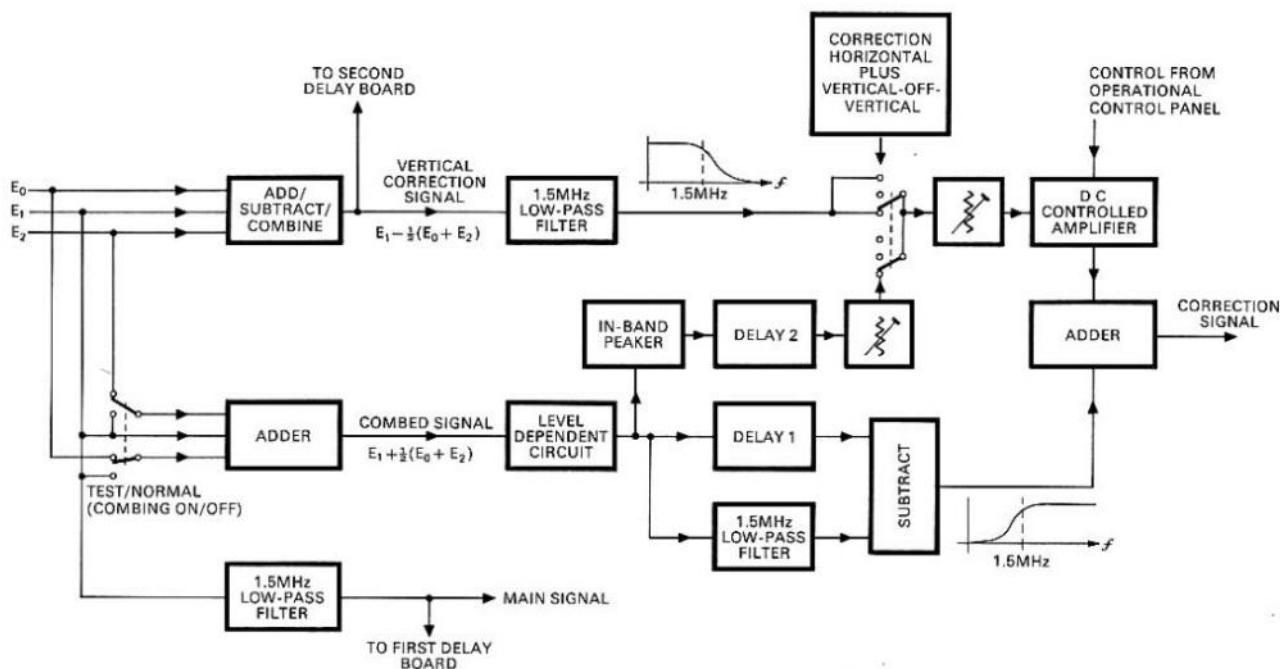 CORRECTION
HORIZONTAL
PLUS
VERTICAL-OFF-
VERTICAL
TO SECOND
DELAY BOARD
CONTROL FROM
OPERATIONAL
CONTROL PANEL
E₀
E₁
E₂
ADD/
SUBTRACT/
COMBINE
VERTICAL
CORRECTION
SIGNAL
E₁−½(E₀+E₂)
1.5MHz
LOW-PASS
FILTER
1.5MHz
f
D C
CONTROLLED
AMPLIFIER
IN-BAND
PEAKER
DELAY 2
ADDER
CORRECTION
SIGNAL
ADDER
COMBED SIGNAL
E₁+½(E₀+E₂)
LEVEL
DEPENDENT
CIRCUIT
DELAY 1
SUBTRACT
1.5MHz
LOW-PASS
FILTER
1.5MHz
f
TEST/NORMAL
(COMBING ON/OFF)
1.5MHz
LOW-PASS
FILTER
MAIN SIGNAL
TO FIRST DELAY
BOARD